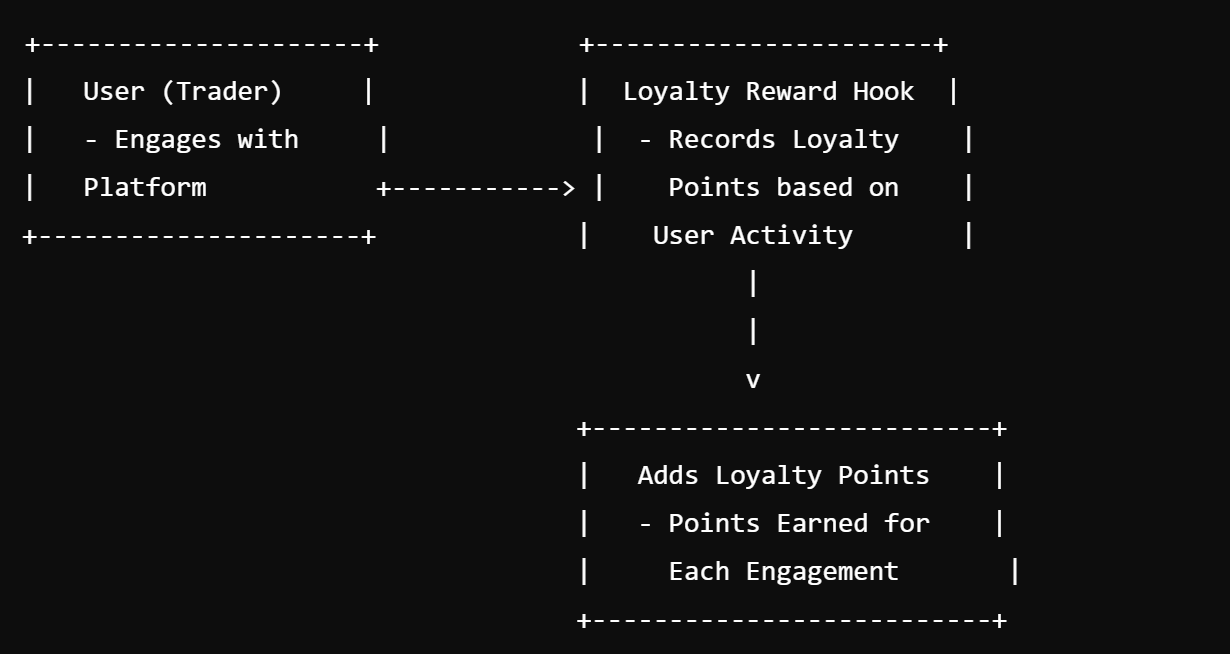 User (Trader)
- Engages with
Platform
Loyalty Reward Hook
- Records Loyalty
Points based on
User Activity
v
Adds Loyalty Points
- Points Earned for
Each Engagement